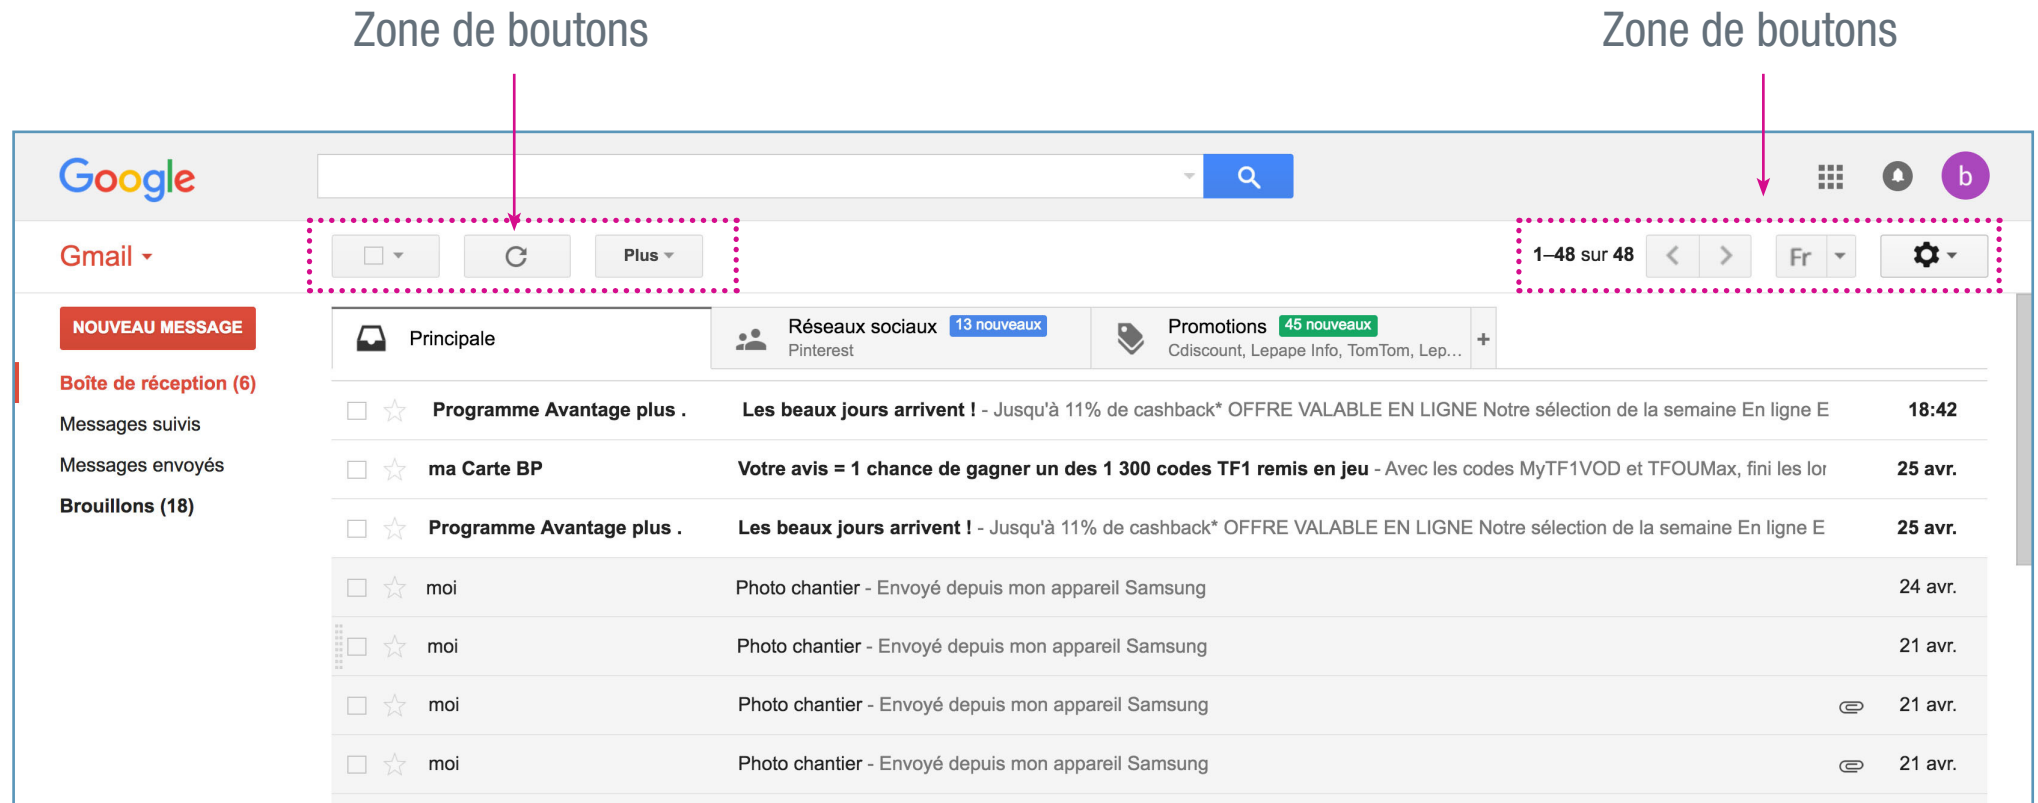 Zone de boutons
Zone de boutons
Google
b
Gmail
Plus
1–48 sur 48
Fr
NOUVEAU MESSAGE
Boîte de réception (6)
Messages suivis
Messages envoyés
Brouillons (18)
Principale
Réseaux sociaux 13 nouveaux
Pinterest
Promotions 45 nouveaux
Cdiscount, Lepape Info, TomTom, Lep...
+
Programme Avantage plus . Les beaux jours arrivent ! - Jusqu'à 11% de cashback* OFFRE VALABLE EN LIGNE Notre sélection de la semaine En ligne E 18:42
ma Carte BP Votre avis = 1 chance de gagner un des 1 300 codes TF1 remis en jeu - Avec les codes MyTF1VOD et TFOUMax, fini les lor 25 avr.
Programme Avantage plus . Les beaux jours arrivent ! - Jusqu'à 11% de cashback* OFFRE VALABLE EN LIGNE Notre sélection de la semaine En ligne E 25 avr.
moi Photo chantier - Envoyé depuis mon appareil Samsung 24 avr.
moi Photo chantier - Envoyé depuis mon appareil Samsung 21 avr.
moi Photo chantier - Envoyé depuis mon appareil Samsung 21 avr.
moi Photo chantier - Envoyé depuis mon appareil Samsung 21 avr.